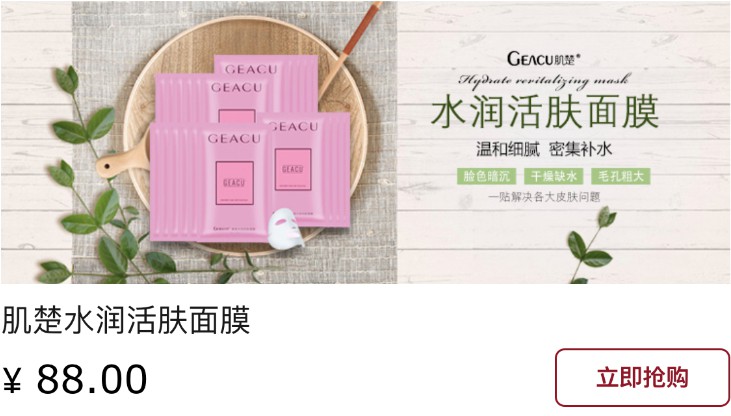 GEACU肌楚®
Hydrate revitalizing mask
水润活肤面膜
温和细腻 密集补水
脸色暗沉 干燥缺水 毛孔粗大
一贴解决各大皮肤问题
GEACU
GEACU
GEACU
GEACU
GEACU
GEACU
肌楚水润活肤面膜
¥ 88.00
立即抢购